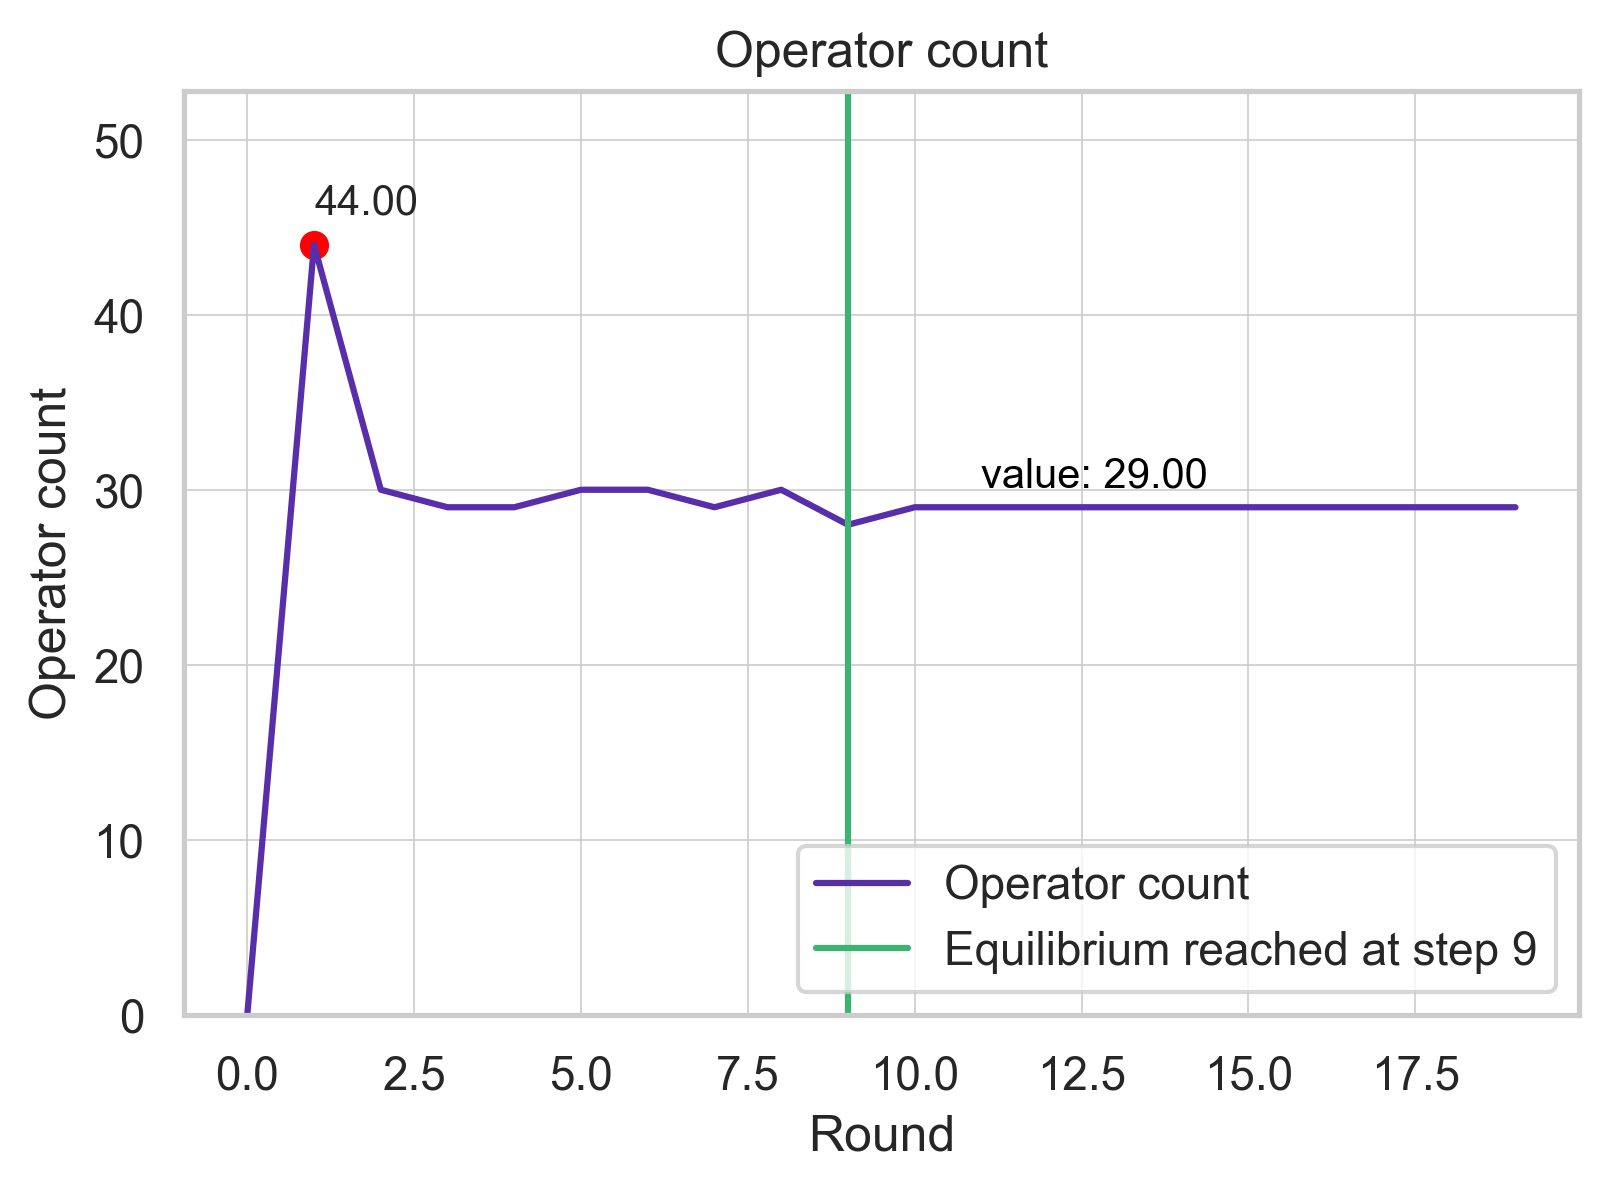 Operator count
50
44.00
40
30
value: 29.00
20
10
0
Operator count
Operator count
Equilibrium reached at step 9
0.0 2.5 5.0 7.5 10.0 12.5 15.0 17.5
Round